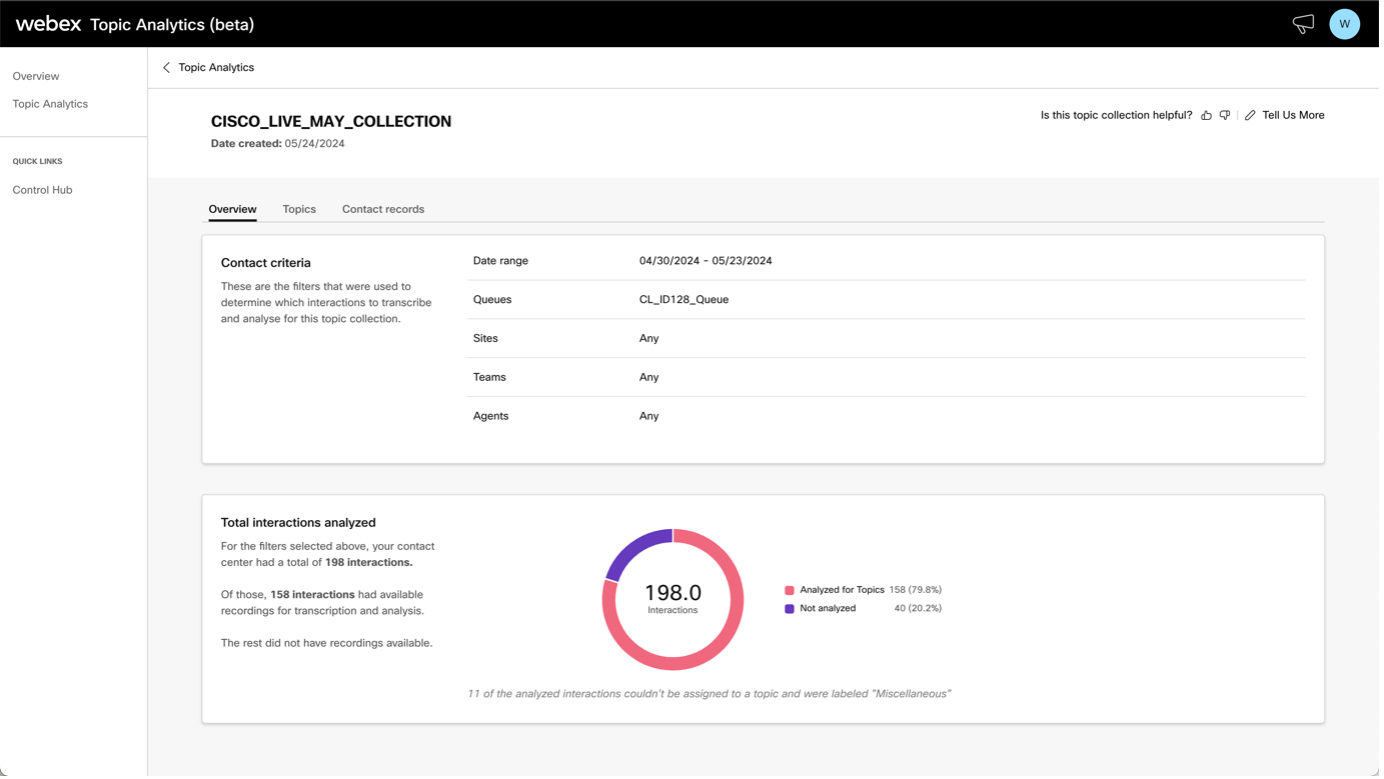 webex Topic Analytics (beta)
W
Overview
Topic Analytics
QUICK LINKS
Control Hub
Topic Analytics
CISCO_LIVE_MAY_COLLECTION
Date created: 05/24/2024
Is this topic collection helpful? Tell Us More
Overview Topics Contact records
Contact criteria
These are the filters that were used to
determine which interactions to transcribe
and analyse for this topic collection.
Date range 04/30/2024 - 05/23/2024
Queues CL_ID128_Queue
Sites Any
Teams Any
Agents Any
Total interactions analyzed
For the filters selected above, your contact
center had a total of 198 interactions.
Of those, 158 interactions had available
recordings for transcription and analysis.
The rest did not have recordings available.
198.0
Interactions
Analyzed for Topics 158 (79.8%)
Not analyzed 40 (20.2%)
11 of the analyzed interactions couldn't be assigned to a topic and were labeled "Miscellaneous"